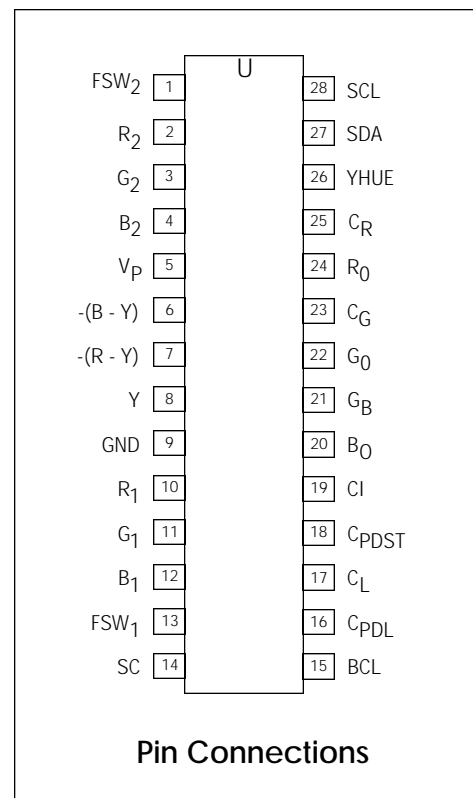 U
FSW2 1 28 SCL
R2 2 27 SDA
G2 3 26 YHUE
B2 4 25 CR
VP 5 24 R0
-(B - Y) 6 23 CG
-(R - Y) 7 22 G0
Y 8 21 GB
GND 9 20 BO
R1 10 19 CI
G1 11 18 CPDST
B1 12 17 CL
FSW1 13 16 CPDL
SC 14 15 BCL
Pin Connections